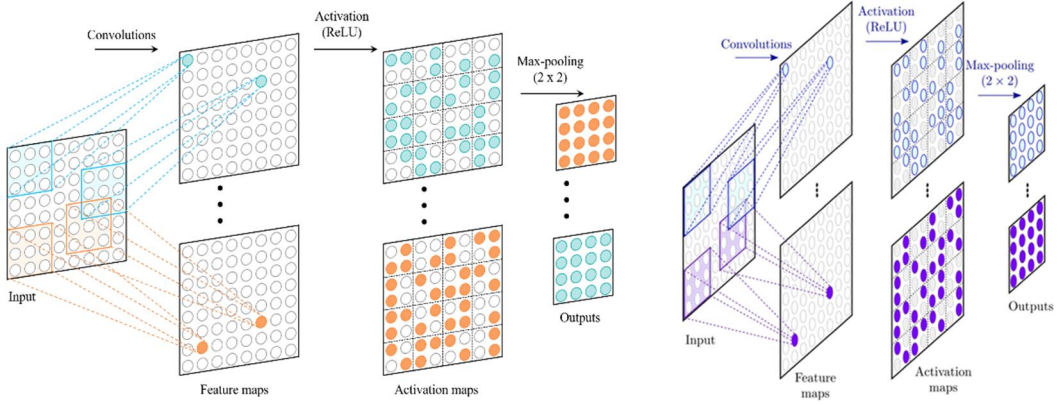 Convolutions
Activation
(ReLU)
Max-pooling
(2 x 2)
Input
Feature maps
Activation maps
Outputs
Convolutions
Activation
(ReLU)
Max-pooling
(2 × 2)
Input
Feature
maps
Activation
maps
Outputs